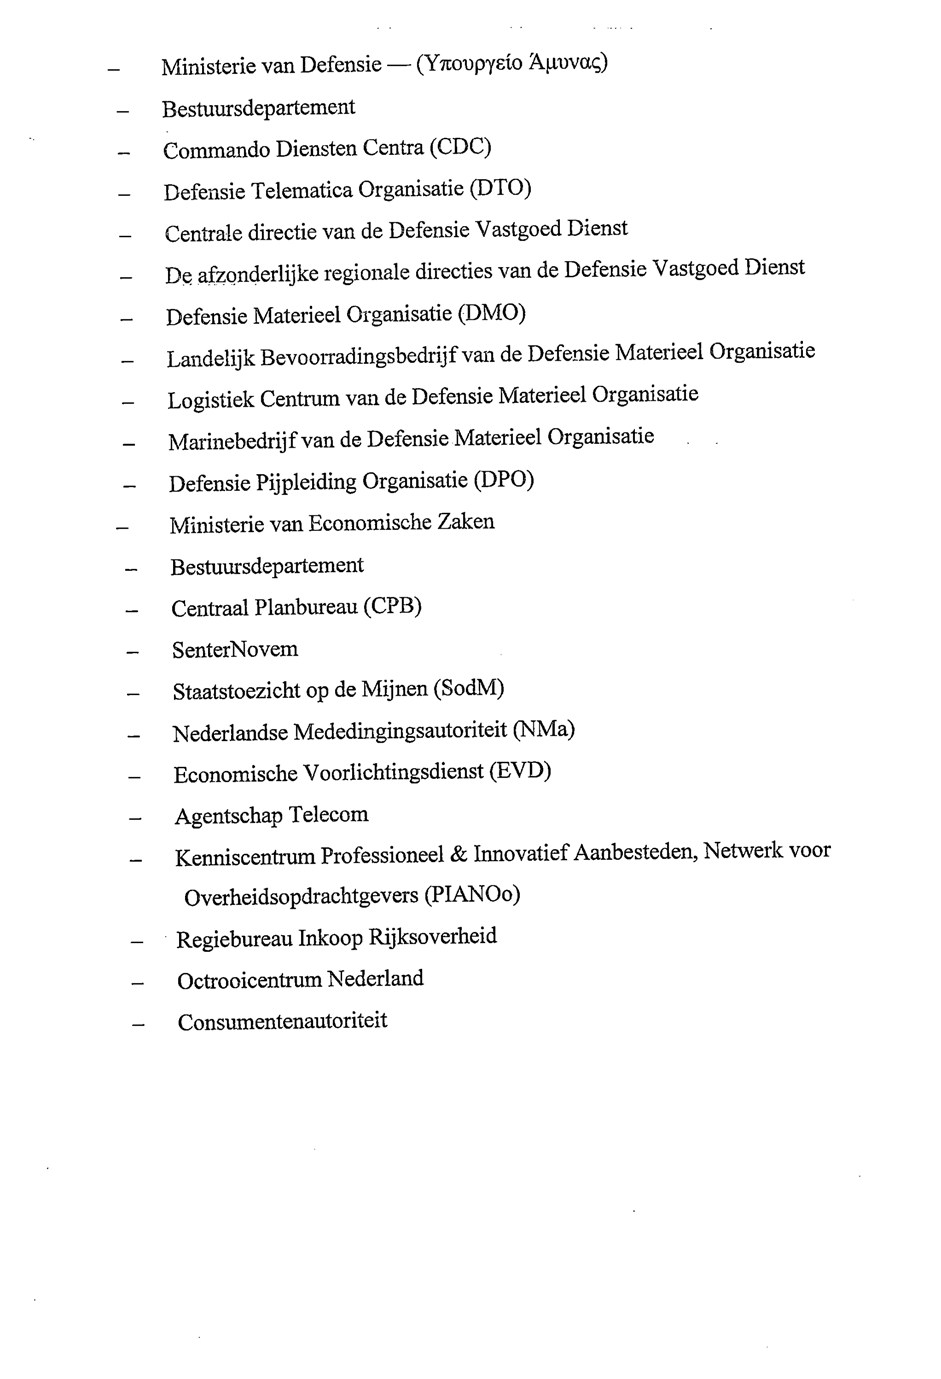 – Ministerie van Defensie — (Υπουργείο Άμυνας)
– Bestuursdepartement
– Commando Diensten Centra (CDC)
– Defensie Telematica Organisatie (DTO)
– Centrale directie van de Defensie Vastgoed Dienst
– De afzonderlijke regionale directies van de Defensie Vastgoed Dienst
– Defensie Materieel Organisatie (DMO)
– Landelijk Bevoorradingsbedrijf van de Defensie Materieel Organisatie
– Logistiek Centrum van de Defensie Materieel Organisatie
– Marinebedrijf van de Defensie Materieel Organisatie
– Defensie Pijpleiding Organisatie (DPO)
– Ministerie van Economische Zaken
– Bestuursdepartement
– Centraal Planbureau (CPB)
– SenterNovem
– Staatstoezicht op de Mijnen (SodM)
– Nederlandse Mededingingsautoriteit (NMa)
– Economische Voorlichtingsdienst (EVD)
– Agentschap Telecom
– Kenniscentrum Professioneel & Innovatief Aanbesteden, Netwerk voor
Overheidsopdrachtgevers (PIANOo)
– Regiebureau Inkoop Rijksoverheid
– Octrooicentrum Nederland
– Consumentenautoriteit